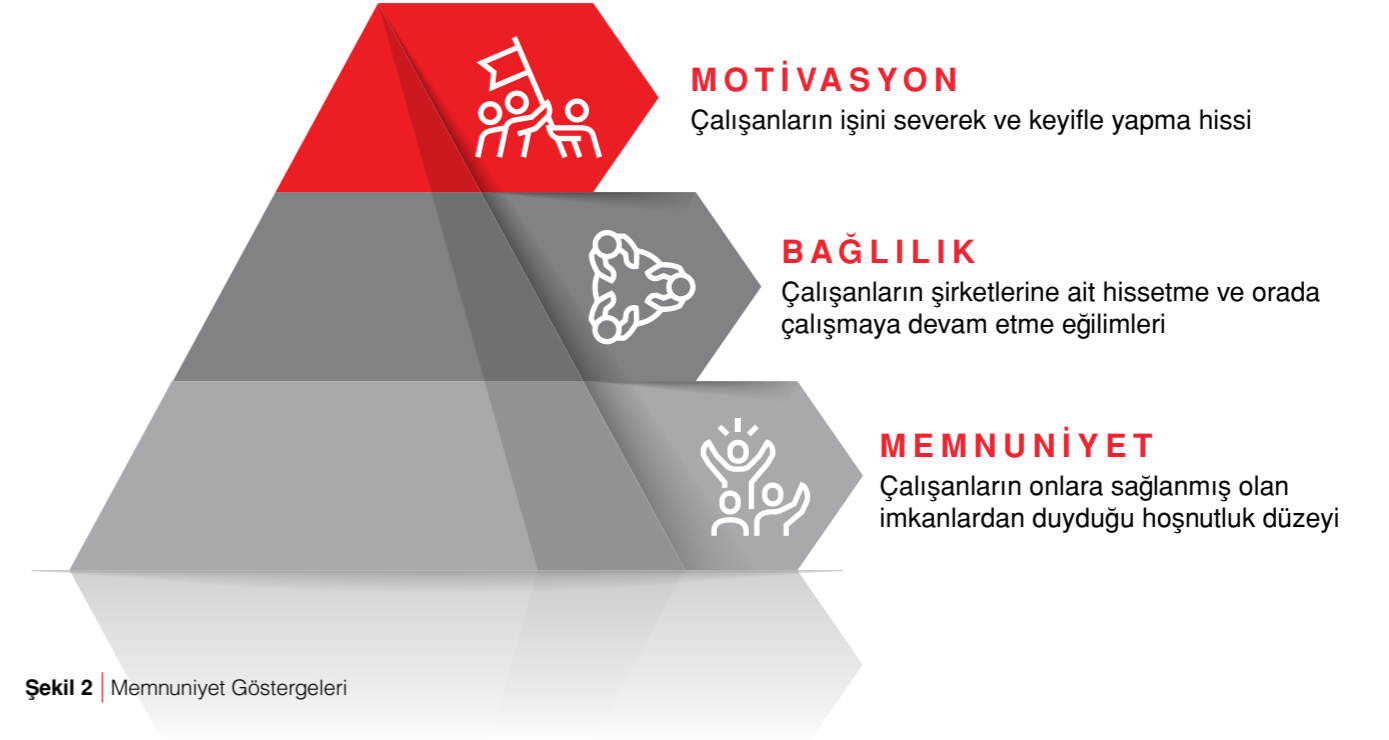 MOTİVASYON
Çalışanların işini severek ve keyifle yapma hissi
BAĞLILIK
Çalışanların şirketlerine ait hissetme ve orada
çalışmaya devam etme eğilimleri
MEMNUNİYET
Çalışanların onlara sağlanmış olan
imkanlardan duyduğu hoşnutluk düzeyi
Şekil 2 | Memnuniyet Göstergeleri